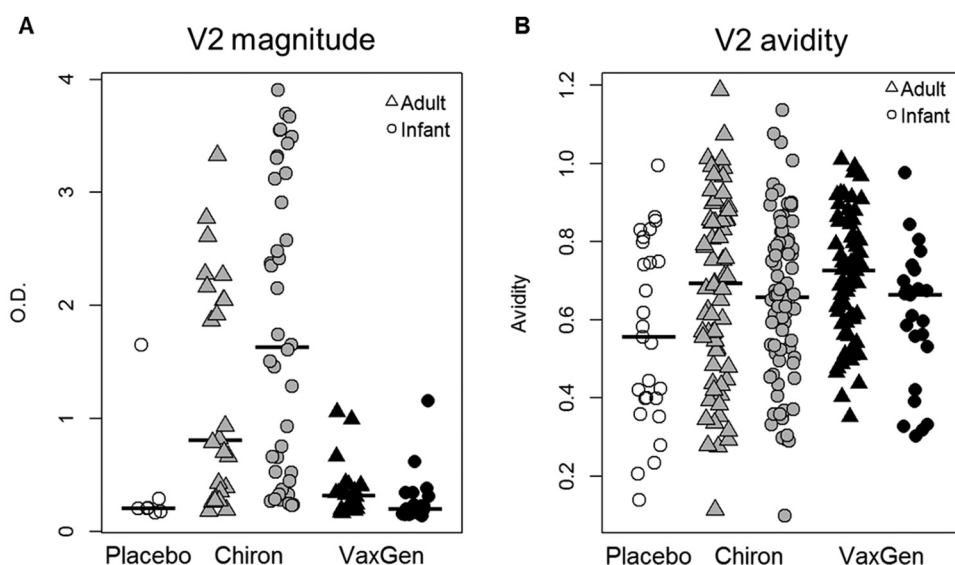 A
V2 magnitude
O.D.
4
3
2
1
0
Adult
Infant
Placebo Chiron VaxGen
B
V2 avidity
Avidity
1.2
1.0
0.8
0.6
0.4
0.2
Adult
Infant
Placebo Chiron VaxGen